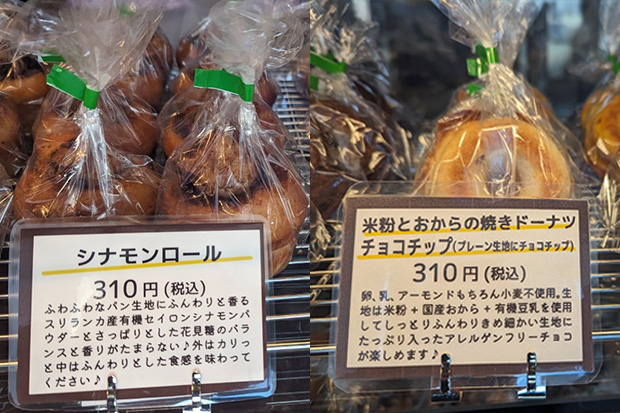 シナモンロール
310円(税込)
ふわふわなパン生地にふんわりと香る
スリランカ産有機セイロンシナモンパ
ウダーとさっぱりとした花見糖のバラ
ンスと香りがたまらない♪外はカリっ
と中はふんわりとした食感を味わって
ください♪
米粉とおからの焼きドーナツ
チョコチップ(プレーン生地にチョコチップ)
310円(税込)
卵、乳、アーモンドもちろん小麦不使用。生
地は米粉+国産おから+有機豆乳を使用
してしっとりふんわりきめ細かい生地に
たっぷり入ったアレルゲンフリーチョコ
が楽しめます♪